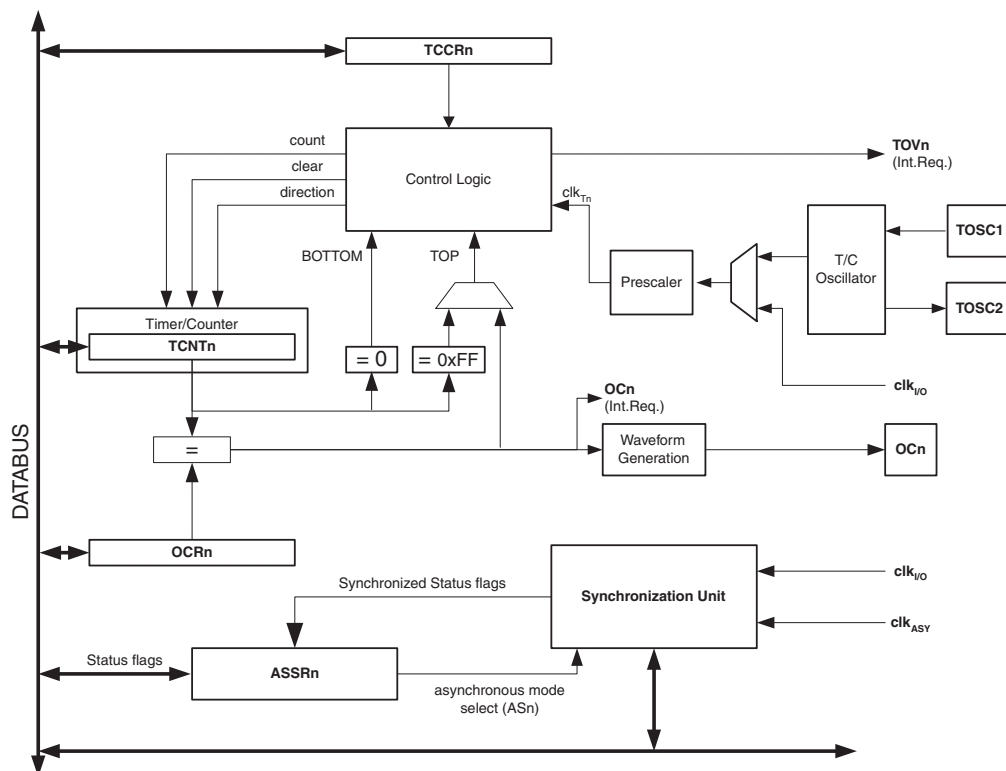 TCCRn
count
clear
direction
Control Logic
TOVn
(Int.Req.)
clkTn
BOTTOM
TOP
Prescaler
T/C
Oscillator
TOSC1
TOSC2
Timer/Counter
TCNTn
= 0
= 0xFF
OCn
(Int.Req.)
clkI/O
=
Waveform
Generation
OCn
DATABUS
OCRn
Synchronized Status flags
Synchronization Unit
clkI/O
clkASY
Status flags
ASSRn
asynchronous mode
select (ASn)